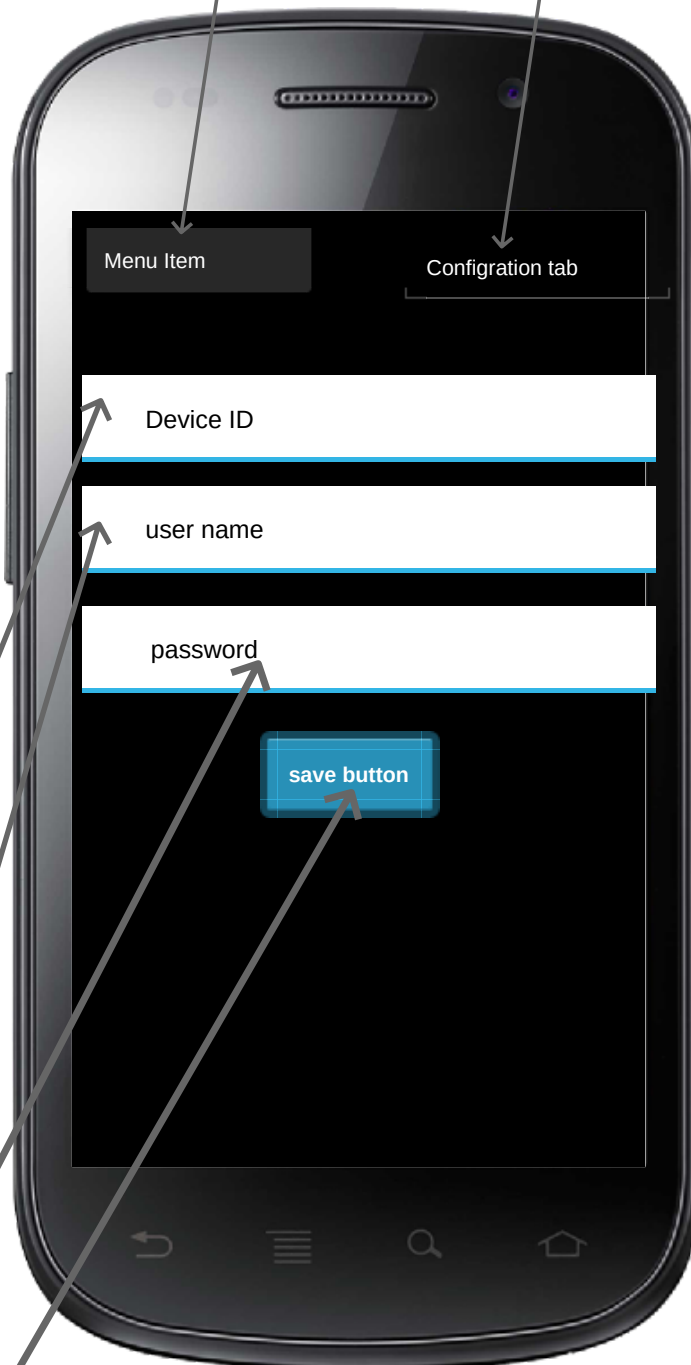 Menu Item
Configration tab
Device ID
user name
password
save button